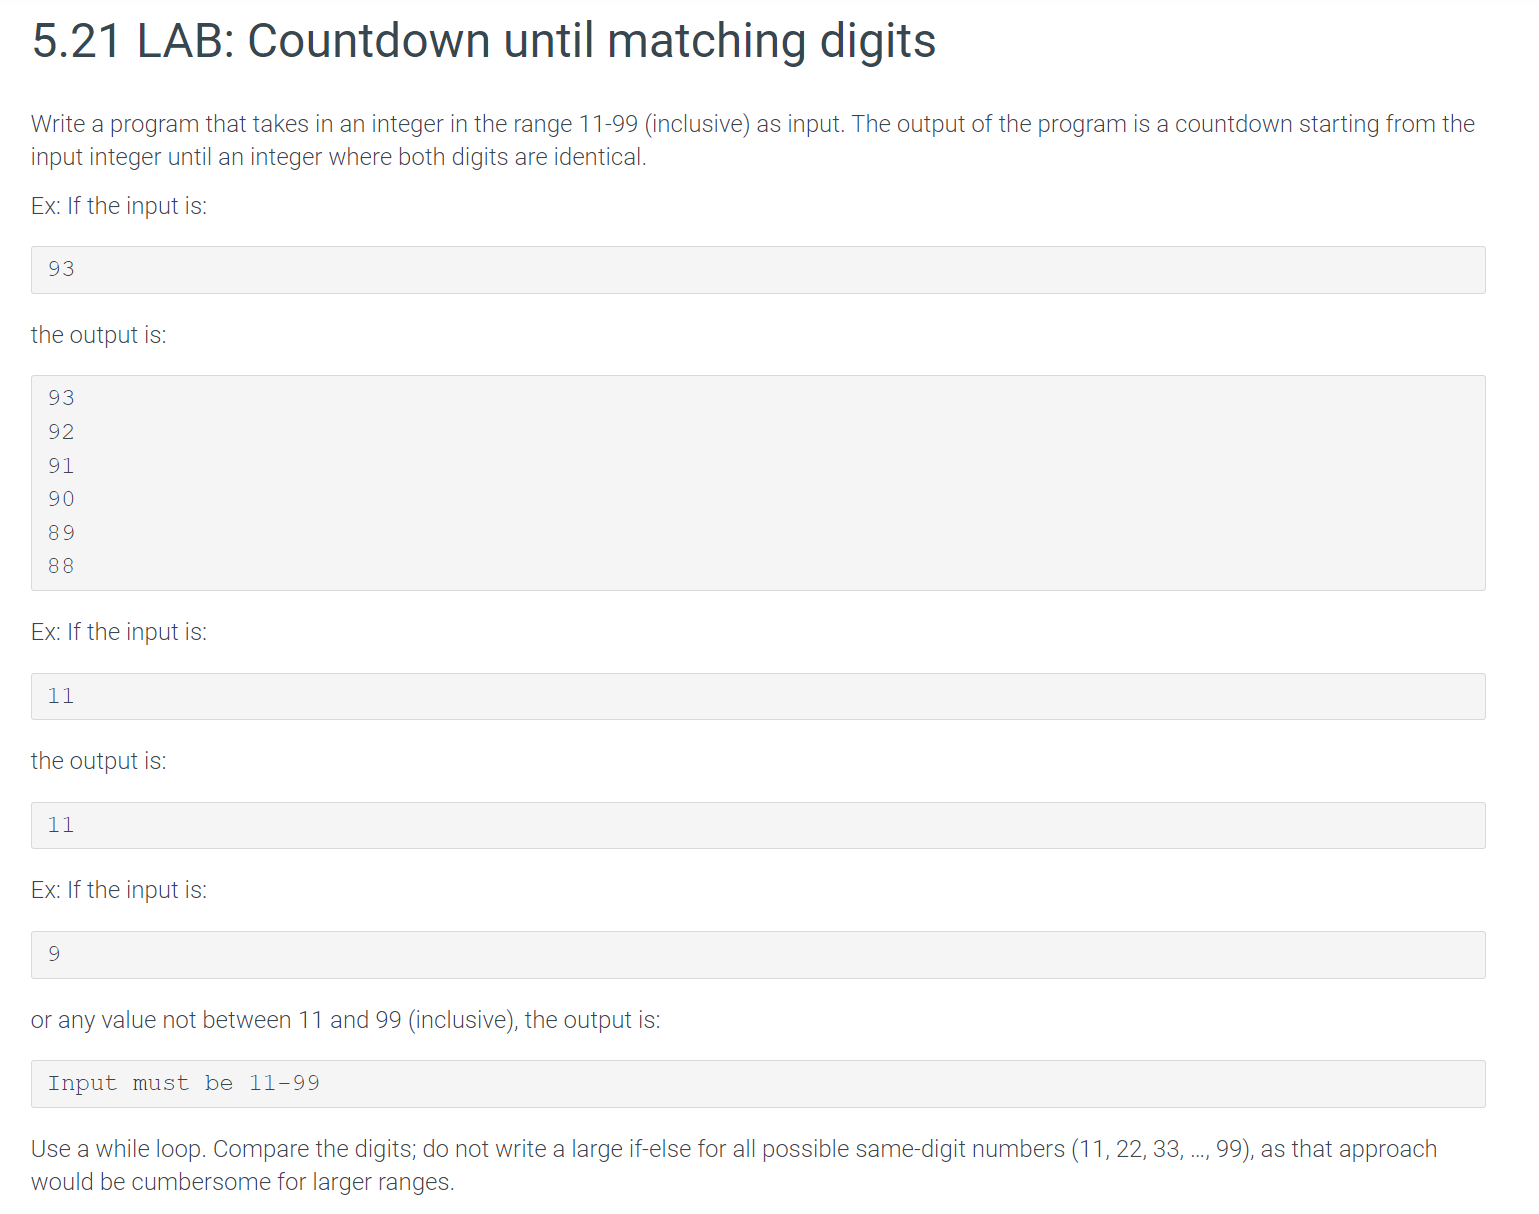 5.21 LAB: Countdown until matching digits
Write a program that takes in an integer in the range 11-99 (inclusive) as input. The output of the program is a countdown starting from the
input integer until an integer where both digits are identical.
Ex: If the input is:
93
the output is:
93
92
91
90
89
88
Ex: If the input is:
11
the output is:
11
Ex: If the input is:
9
or any value not between 11 and 99 (inclusive), the output is:
Input must be 11-99
Use a while loop. Compare the digits; do not write a large if-else for all possible same-digit numbers (11, 22, 33, ..., 99), as that approach
would be cumbersome for larger ranges.